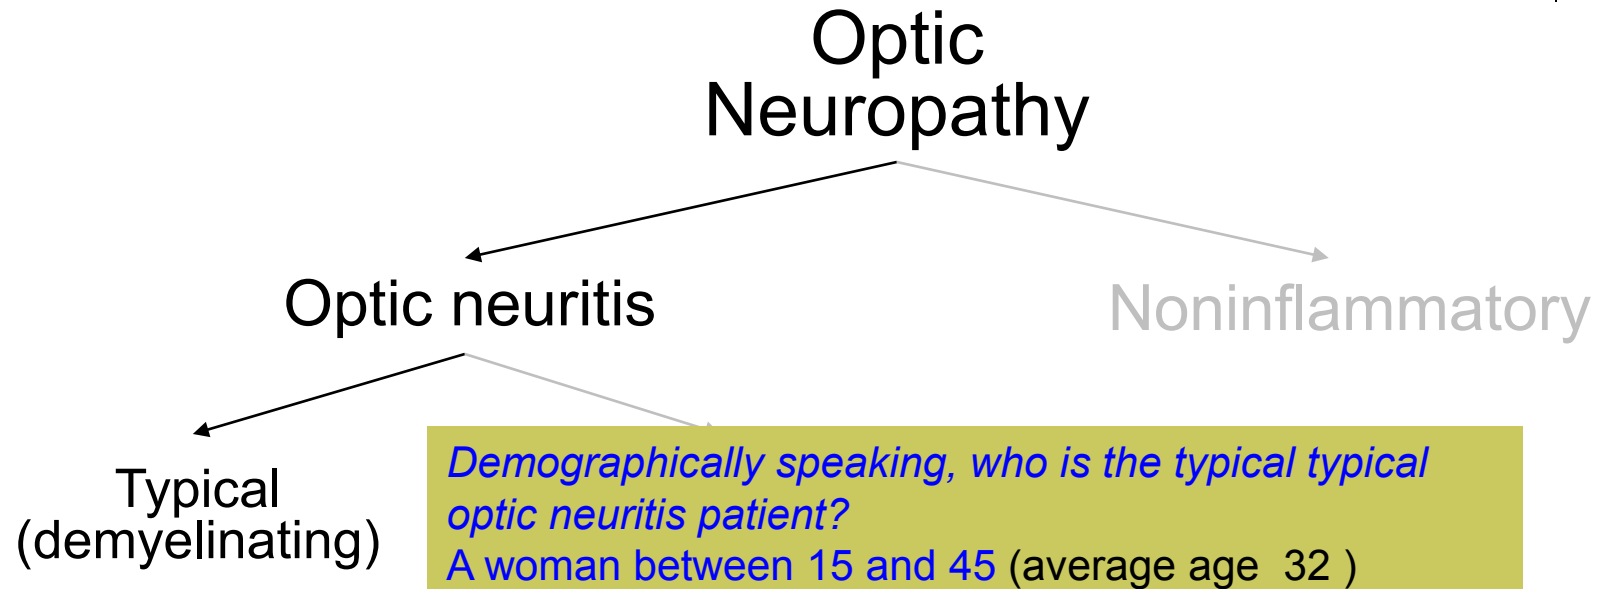 Optic
Neuropathy
Optic neuritis
Noninflammatory
Typical
(demyelinating)
Demographically speaking, who is the typical typical
optic neuritis patient?
A woman between 15 and 45 (average age 32 )